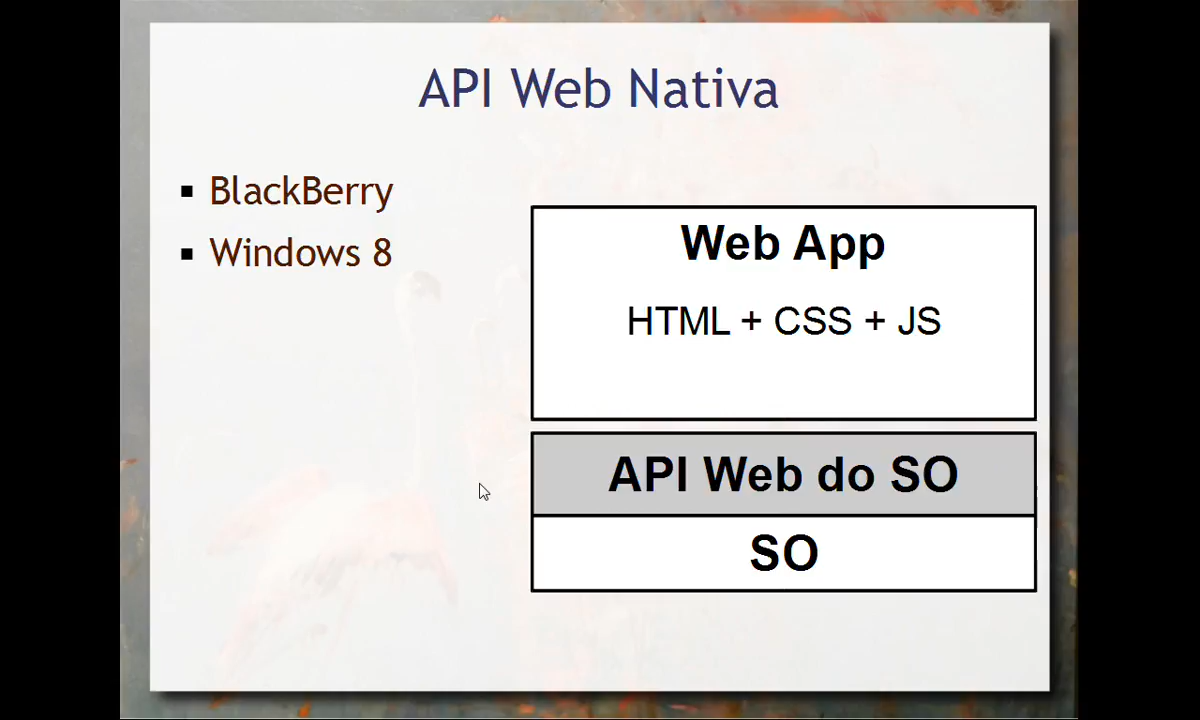 API Web Nativa
BlackBerry
Windows 8
Web App
HTML + CSS + JS
API Web do SO
SO